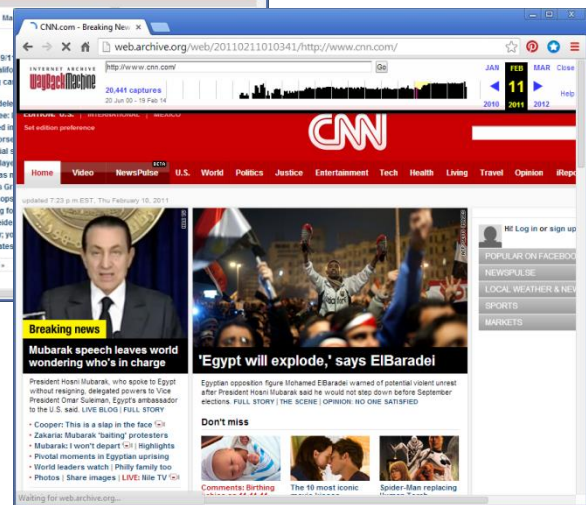 CNN.com - Breaking New
web.archive.org/web/20110211010341/http://www.cnn.com/
INTERNET ARCHIVE
WayBackMachine
http://www.cnn.com/
Go
20,441 captures
20 Jun 00 - 19 Feb 14
JAN FEB MAR Close
11
2010 2011 2012
Help
EDITION: U.S. | INTERNATIONAL | MÉXICO
Set edition preference
CNN
BETA
Home Video NewsPulse U.S. World Politics Justice Entertainment Tech Health Living Travel Opinion iRepo
updated 7:23 p.m.EST, Thu February 10, 2011
Hi! Log in or sign up
POPULAR ON FACEBOO
NEWSPULSE
LOCAL WEATHER & NEW
SPORTS
MARKETS
Breaking news
Mubarak speech leaves world
wondering who's in charge
President Hosni Mubarak, who spoke to Egypt
without resigning, delegated powers to Vice
President Omar Suleiman, Egypt's ambassador
to the U.S. said. LIVE BLOG | FULL STORY
• Cooper: This is a slap in the face
• Zakaria: Mubarak 'baiting' protesters
• Mubarak: I won't depart | Highlights
• Pivotal moments in Egyptian uprising
• World leaders watch | Philly family too
• Photos | Share images | LIVE: Nile TV
'Egypt will explode,' says ElBaradei
Egyptian opposition figure Mohamed ElBaradei warned of potential violent unrest
after President Hosni Mubarak said he would not step down before September
elections. FULL STORY | THE SCENE | OPINION: NO ONE SATISFIED
Don't miss
Comments: Birthing
The 10 most iconic
Spider-Man replacing
Waiting for web.archive.org...